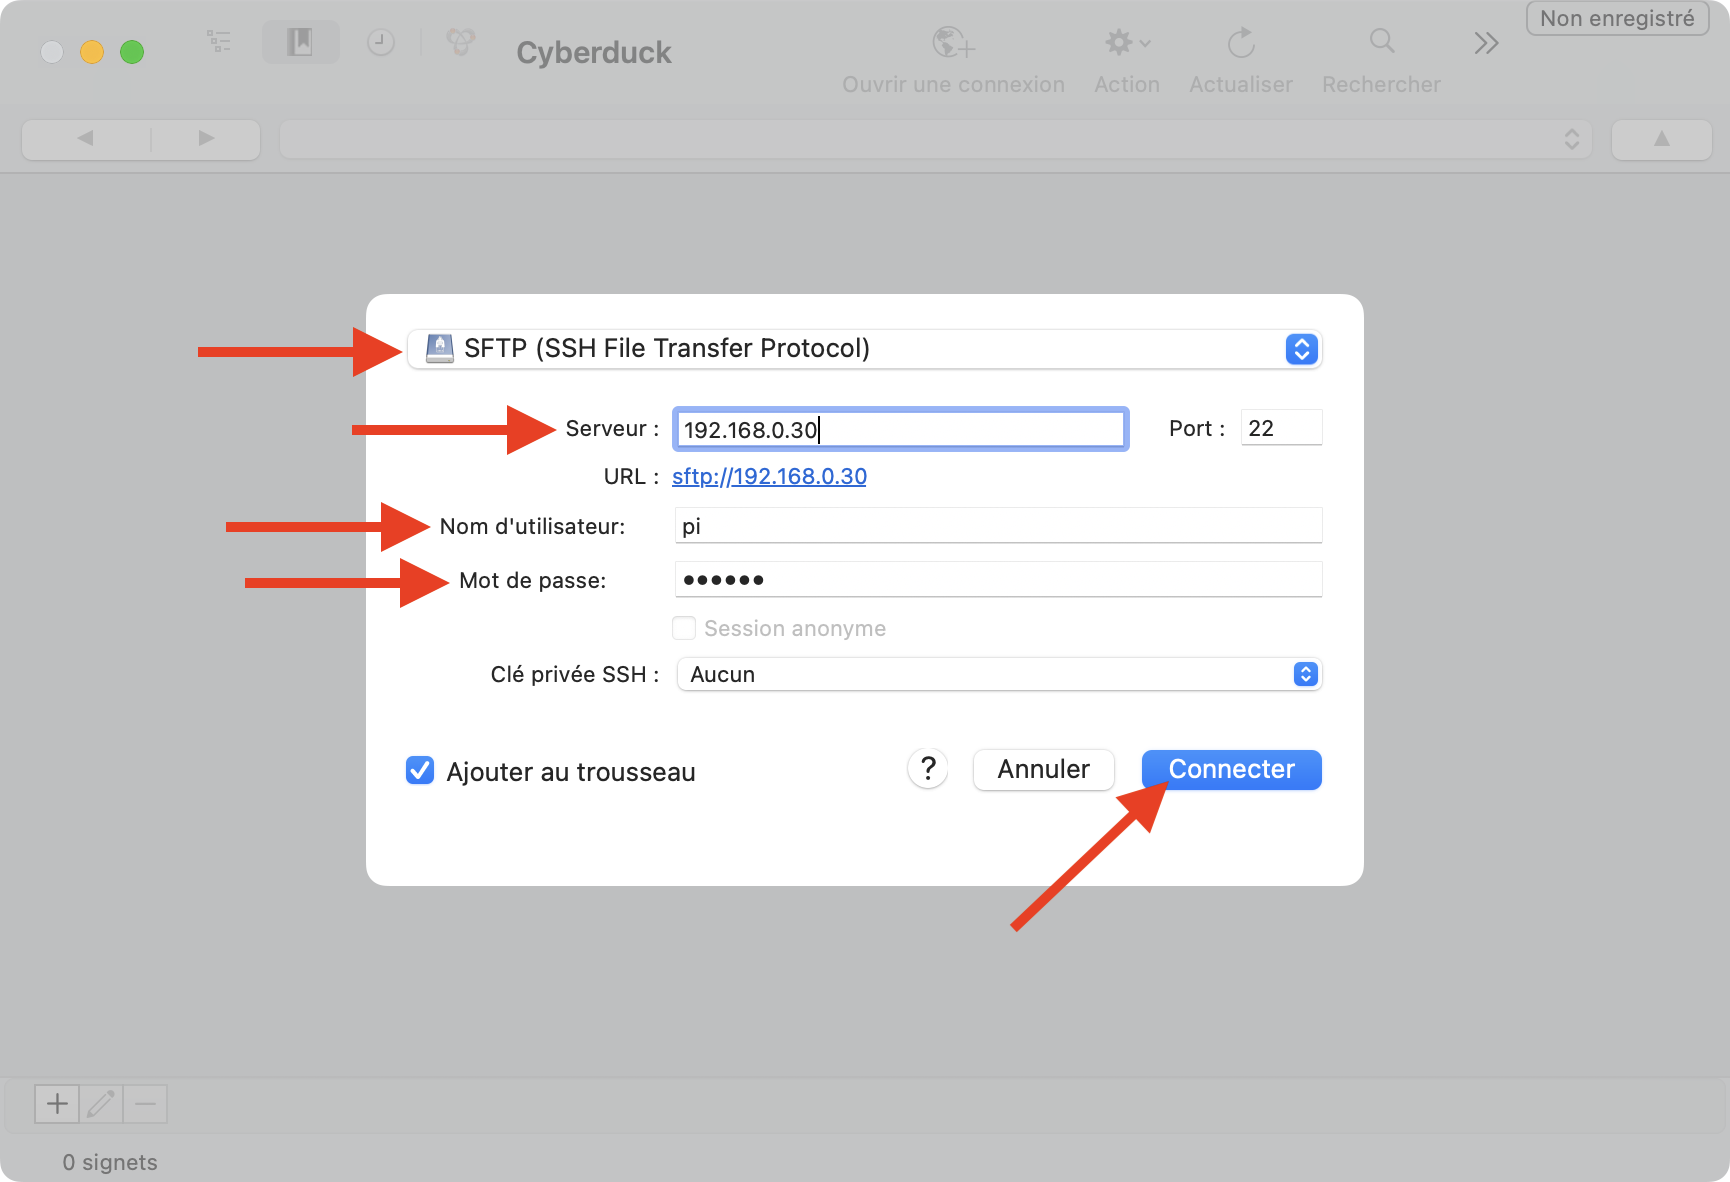 Non enregistré
Cyberduck
Ouvrir une connexion
Action
Actualiser
Rechercher
SFTP (SSH File Transfer Protocol)
Serveur : 192.168.0.30 Port : 22
URL : sftp://192.168.0.30
Nom d'utilisateur: pi
Mot de passe: ••••••
Session anonyme
Clé privée SSH : Aucun
Ajouter au trousseau ? Annuler Connecter
0 signets